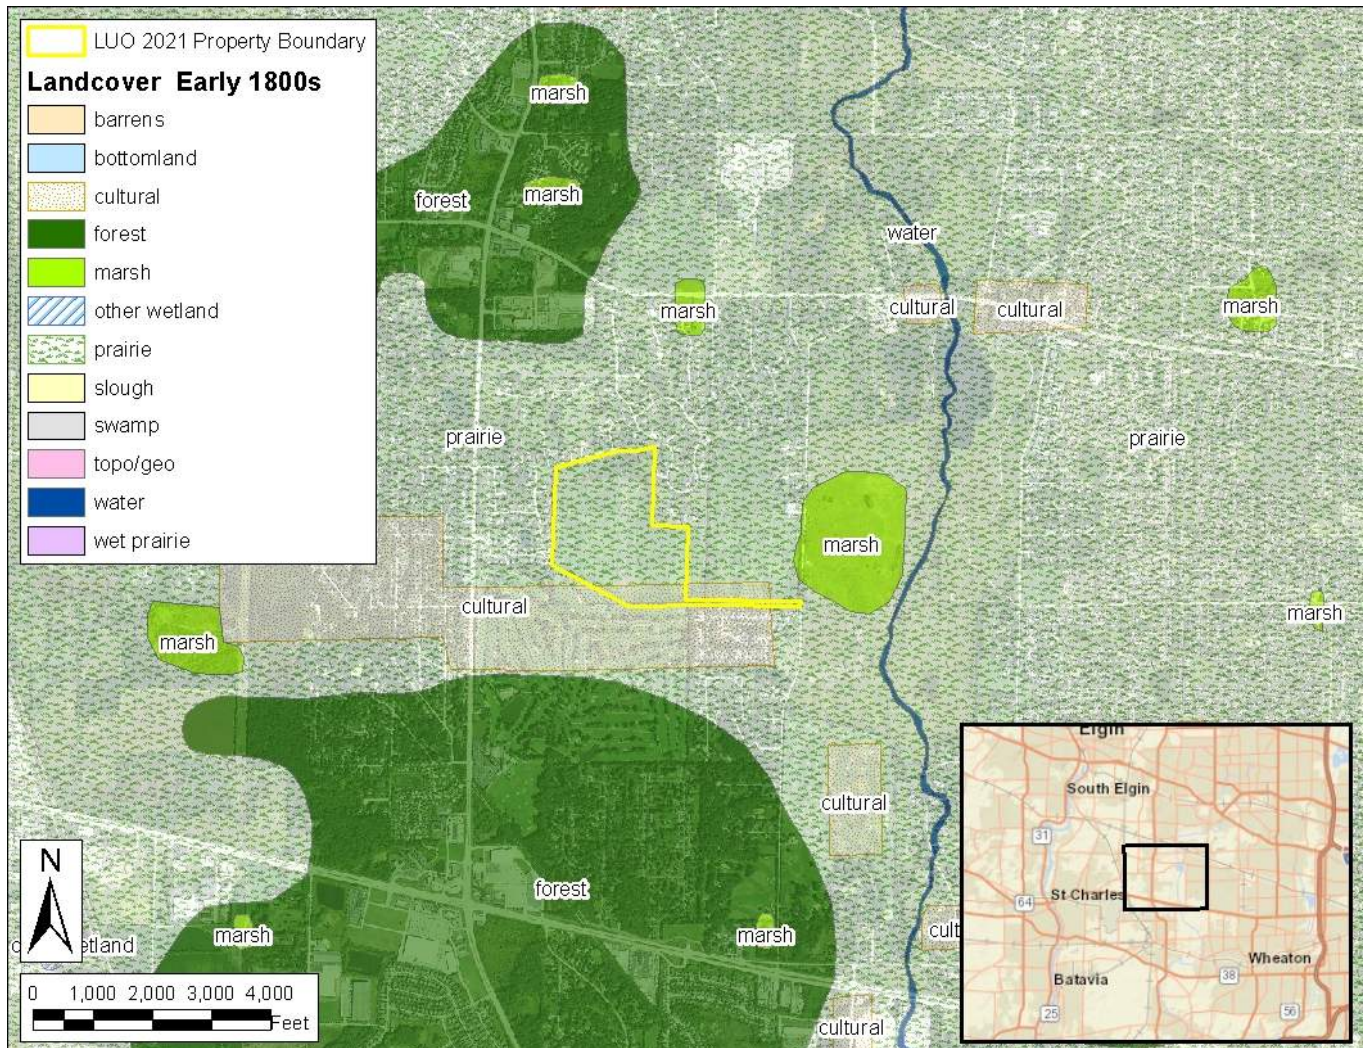 LUO 2021 Property Boundary
Landcover Early 1800s
barrens
bottomland
cultural
forest
marsh
other wetland
prairie
slough
swamp
topo/geo
water
wet prairie
marsh
marsh
forest
water
marsh
cultural
cultural
marsh
prairie
prairie
marsh
cultural
marsh
marsh
cultural
forest
marsh
marsh
cultural
N
0 1,000 2,000 3,000 4,000
Feet
Elgin
South Elgin
31
64
St Charles
Batavia
Wheaton
38
25
56